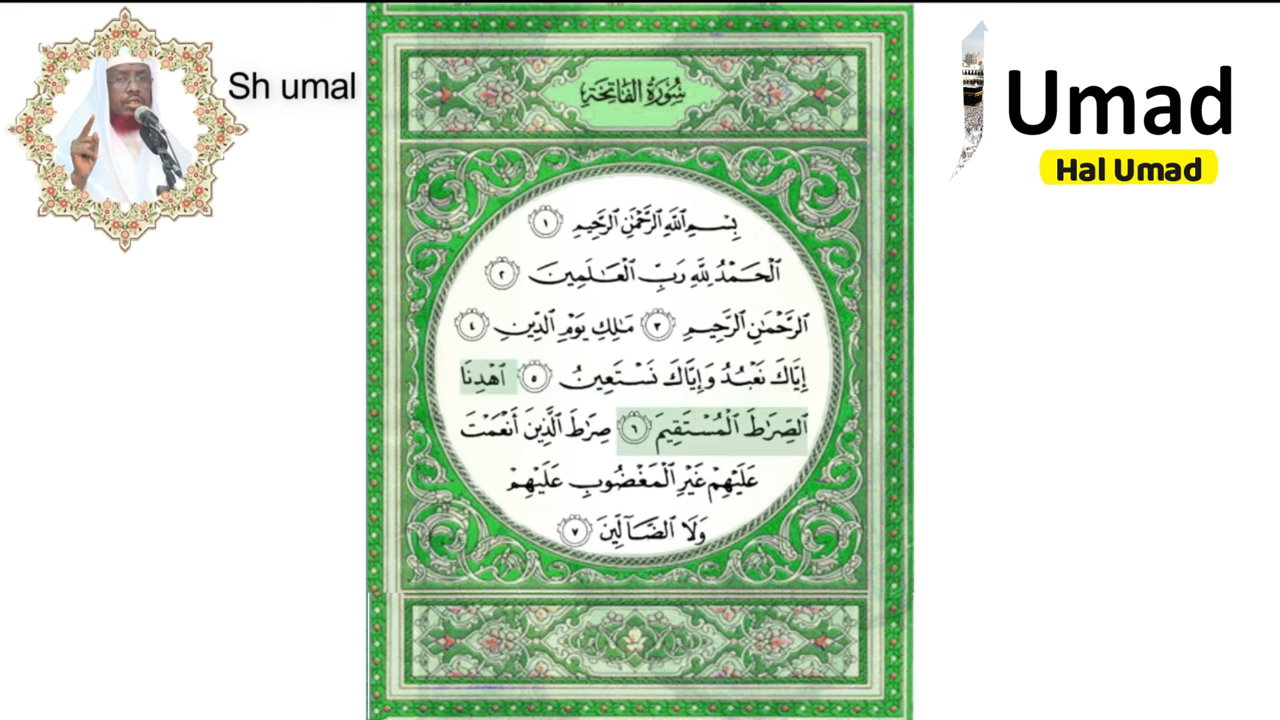 Sh umal
Umad
Hal Umad
سُورَةُ الفَاتِحَةِ
بِسْمِ ٱللَّهِ ٱلرَّحْمَٰنِ ٱلرَّحِيمِ ١
ٱلْحَمْدُ لِلَّهِ رَبِّ ٱلْعَٰلَمِينَ ٢
ٱلرَّحْمَٰنِ ٱلرَّحِيمِ ٣ مَٰلِكِ يَوْمِ ٱلدِّينِ ٤
إِيَّاكَ نَعْبُدُ وَإِيَّاكَ نَسْتَعِينُ ٥ ٱهْدِنَا
ٱلصِّرَٰطَ ٱلْمُسْتَقِيمَ ٦ صِرَٰطَ ٱلَّذِينَ أَنْعَمْتَ
عَلَيْهِمْ غَيْرِ ٱلْمَغْضُوبِ عَلَيْهِمْ
وَلَا ٱلضَّآلِّينَ ٧